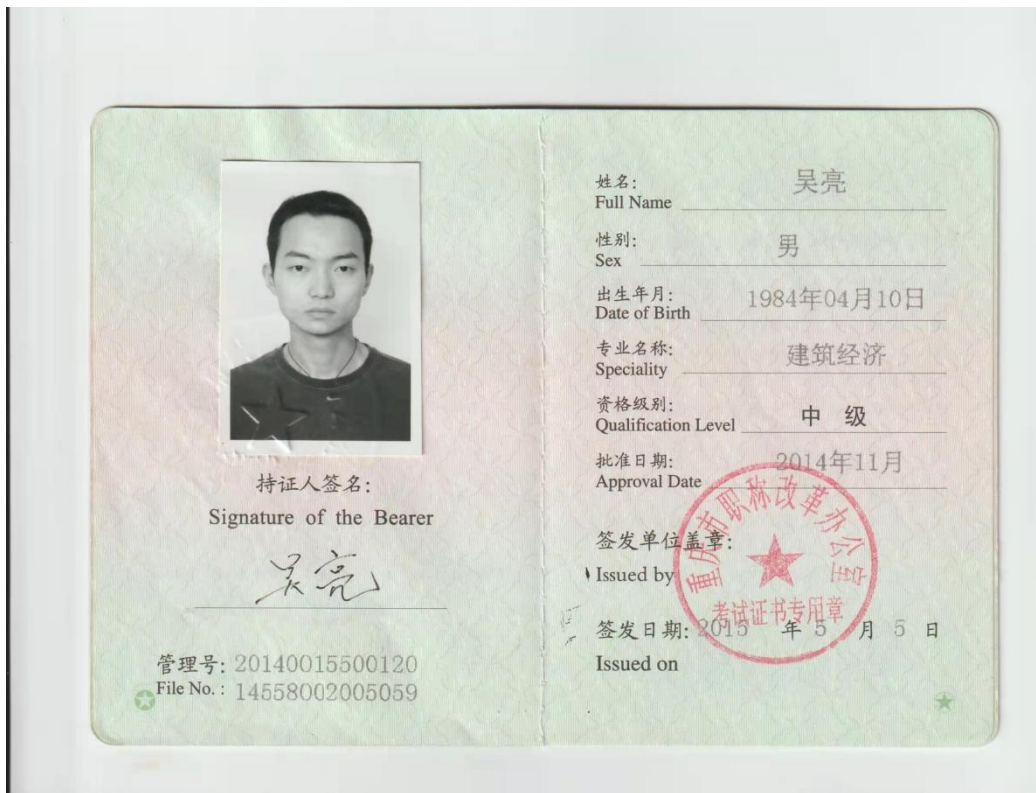 持证人签名:
Signature of the Bearer
吴亮
管理号: 20140015500120
File No.: 14558002005059
姓名: 吴亮
Full Name
性别: 男
Sex
出生年月: 1984年04月10日
Date of Birth
专业名称: 建筑经济
Speciality
资格级别: 中 级
Qualification Level
批准日期: 2014年11月
Approval Date
签发单位盖章:
Issued by
重庆市职称改革办公室
考试证书专用章
签发日期: 2015 年 5 月 5 日
Issued on